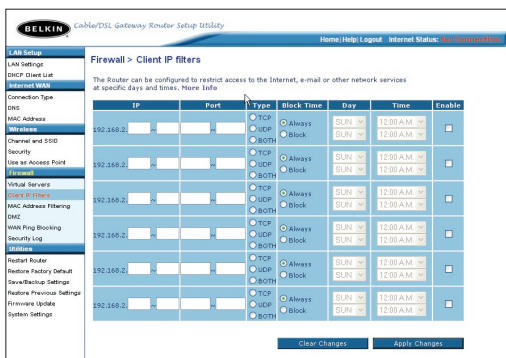 BELKIN Cable/DSL Gateway Router Setup Utility
Home|Help|Logout Internet Status: No Connection
LAN Setup
LAN Settings
DHCP Client List
Internet WAN
Connection Type
DNS
MAC Address
Wireless
Channel and SSID
Security
Use as Access Point
Firewall
Virtual Servers
Client IP Filters
MAC Address Filtering
DMZ
WAN Ping Blocking
Security Log
Utilities
Restart Router
Restore Factory Default
Save/Backup Settings
Restore Previous Settings
Firmware Update
System Settings
Firewall > Client IP filters
The Router can be configured to restrict access to the Internet, e-mail or other network services
at specific days and times. More Info
IP Port Type Block Time Day Time Enable
192.168.2. ~ ~ TCP UDP BOTH Always Block SUN SUN 12:00 A.M. 12:00 A.M.
192.168.2. ~ ~ TCP UDP BOTH Always Block SUN SUN 12:00 A.M. 12:00 A.M.
192.168.2. ~ ~ TCP UDP BOTH Always Block SUN SUN 12:00 A.M. 12:00 A.M.
192.168.2. ~ ~ TCP UDP BOTH Always Block SUN SUN 12:00 A.M. 12:00 A.M.
192.168.2. ~ ~ TCP UDP BOTH Always Block SUN SUN 12:00 A.M. 12:00 A.M.
192.168.2. ~ ~ TCP UDP BOTH Always Block SUN SUN 12:00 A.M. 12:00 A.M.
Clear Changes Apply Changes